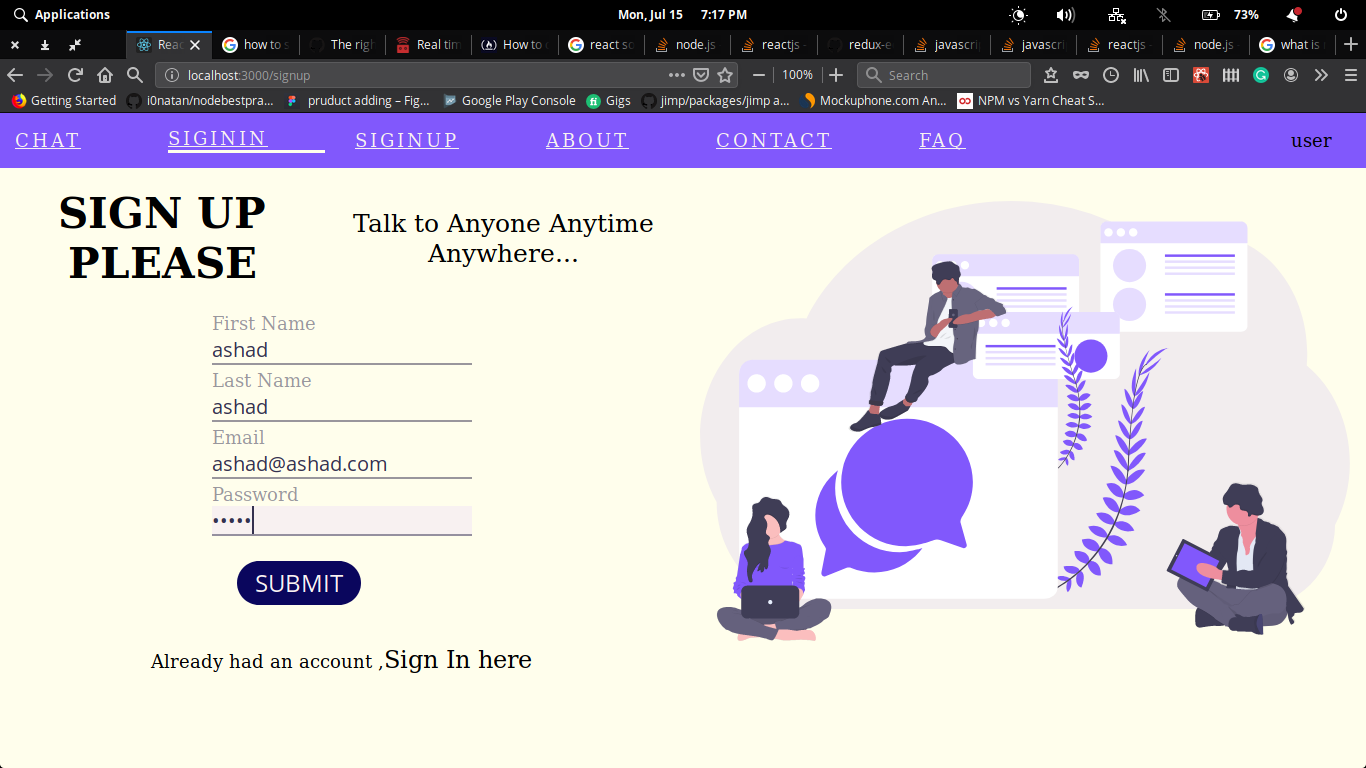 Applications
Mon, Jul 15 7:17 PM
73%
Reac
how to s
The righ
Real tim
How to
react so
node.js
reactjs
redux-e
javascrip
javascri
reactjs
node.js
what is
localhost:3000/signup
100%
Search
Getting Started
i0natan/nodebestpra...
pruduct adding – Fig...
Google Play Console
Gigs
jimp/packages/jimp a...
Mockuphone.com An...
NPM vs Yarn Cheat S...
CHAT
SIGININ
SIGINUP
ABOUT
CONTACT
FAQ
user
SIGN UP
PLEASE
Talk to Anyone Anytime
Anywhere...
First Name
ashad
Last Name
ashad
Email
ashad@ashad.com
Password
•••••
SUBMIT
Already had an account ,Sign In here